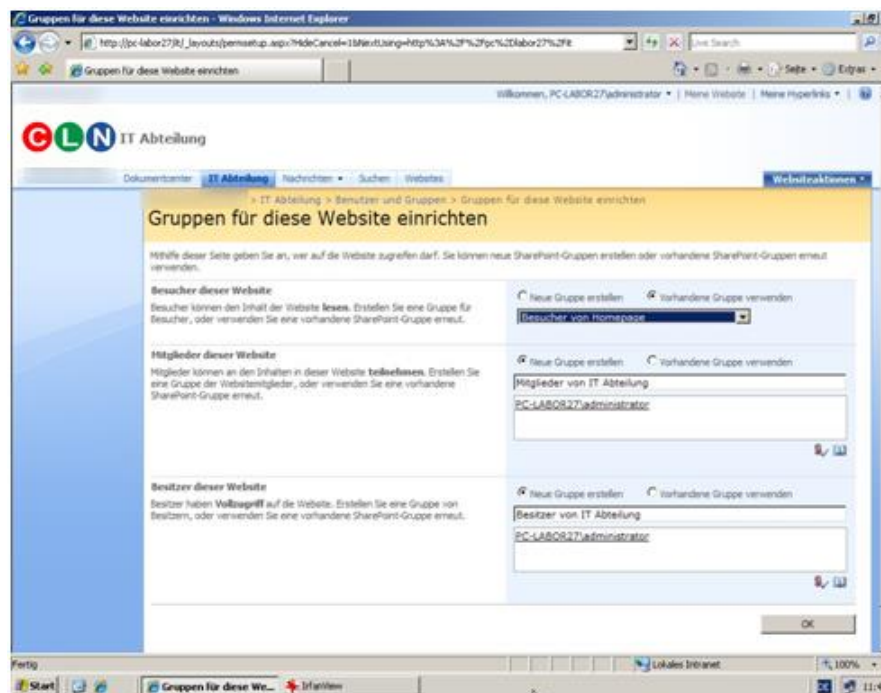 Gruppen für diese Website einrichten - Windows Internet Explorer
Live Search
Gruppen für diese Website einrichten
Seite
Extras
Willkommen, PC-LABOR27\administrator | Meine Website | Meine Hyperlinks |
CLN IT Abteilung
Dokumentcenter IT Abteilung Nachrichten Suchen Websites Websiteaktionen
> IT Abteilung > Benutzer und Gruppen > Gruppen für diese Website einrichten
Gruppen für diese Website einrichten
Mithilfe dieser Seite geben Sie an, wer auf die Website zugreifen darf. Sie können neue SharePoint-Gruppen erstellen oder vorhandene SharePoint-Gruppen erneut
verwenden.
Besucher dieser Website
Besucher können den Inhalt der Website lesen. Erstellen Sie eine Gruppe für
Besucher, oder verwenden Sie eine vorhandene SharePoint-Gruppe erneut.
Neue Gruppe erstellen Vorhandene Gruppe verwenden
Besucher von Homepage
Mitglieder dieser Website
Mitglieder können an den Inhalten in dieser Website teilnehmen. Erstellen Sie
eine Gruppe der Websitemitglieder, oder verwenden Sie eine vorhandene
SharePoint-Gruppe erneut.
Neue Gruppe erstellen Vorhandene Gruppe verwenden
Mitglieder von IT Abteilung
PC-LABOR27\administrator
Besitzer dieser Website
Besitzer haben Vollzugriff auf die Website. Erstellen Sie eine Gruppe von
Besitzern, oder verwenden Sie eine vorhandene SharePoint-Gruppe erneut.
Neue Gruppe erstellen Vorhandene Gruppe verwenden
Besitzer von IT Abteilung
PC-LABOR27\administrator
OK
Fertig Lokales Intranet 100%
Start Gruppen für diese We... IrfanView DE